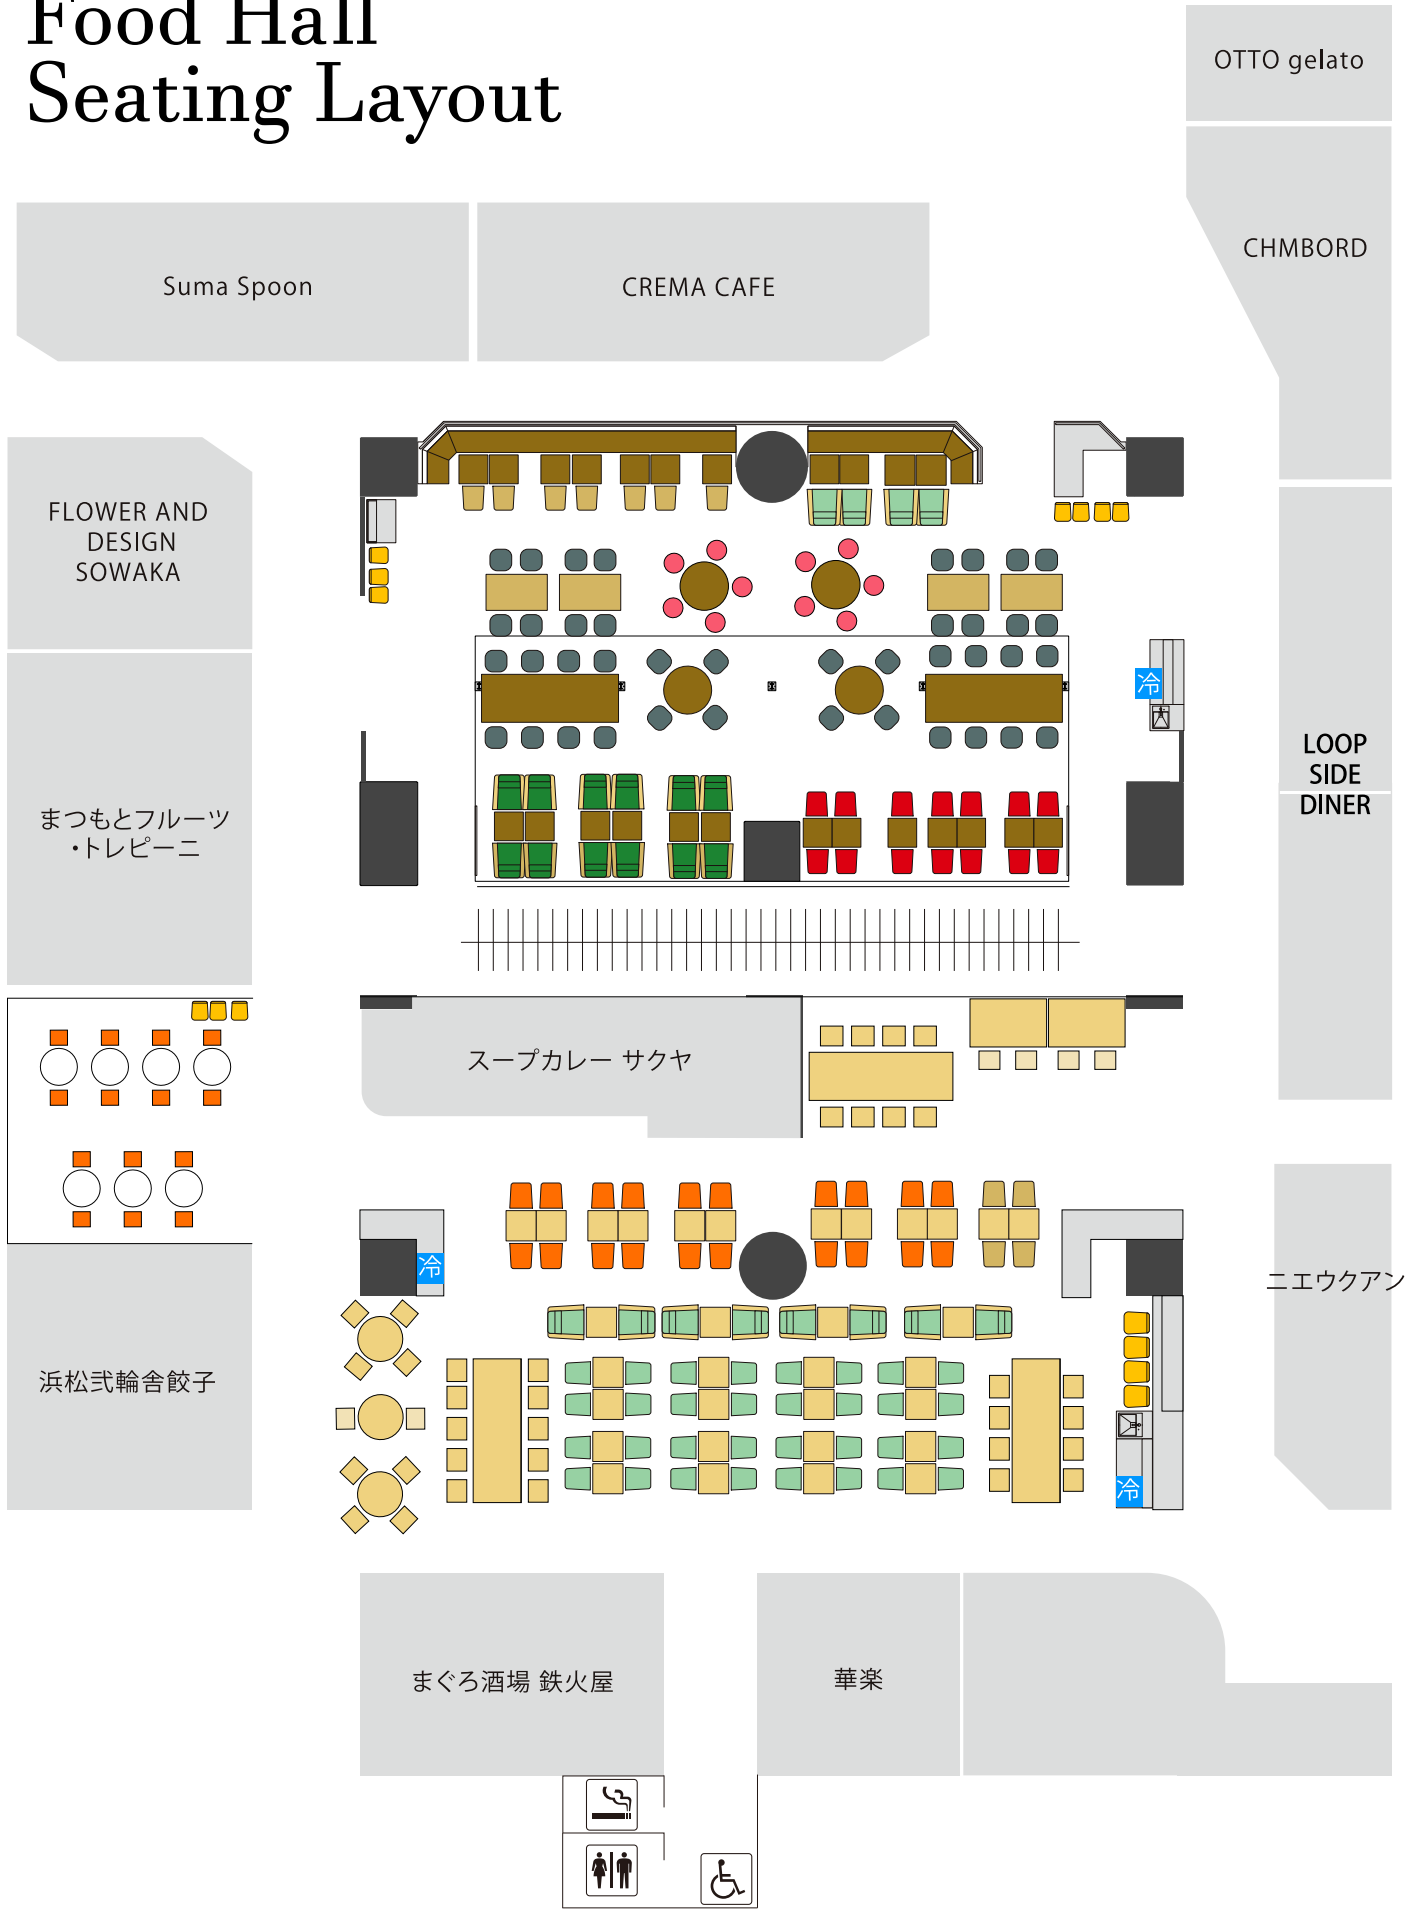 Food Hall
Seating Layout
OTTO gelato
CHMBORD
Suma Spoon
CREMA CAFE
FLOWER AND
DESIGN
SOWAKA
冷
LOOP
SIDE
DINER
まつもとフルーツ
・トレピーニ
スープカレー サクヤ
冷
ニエウクアン
浜松弐輪舎餃子
冷
まぐろ酒場 鉄火屋
華楽